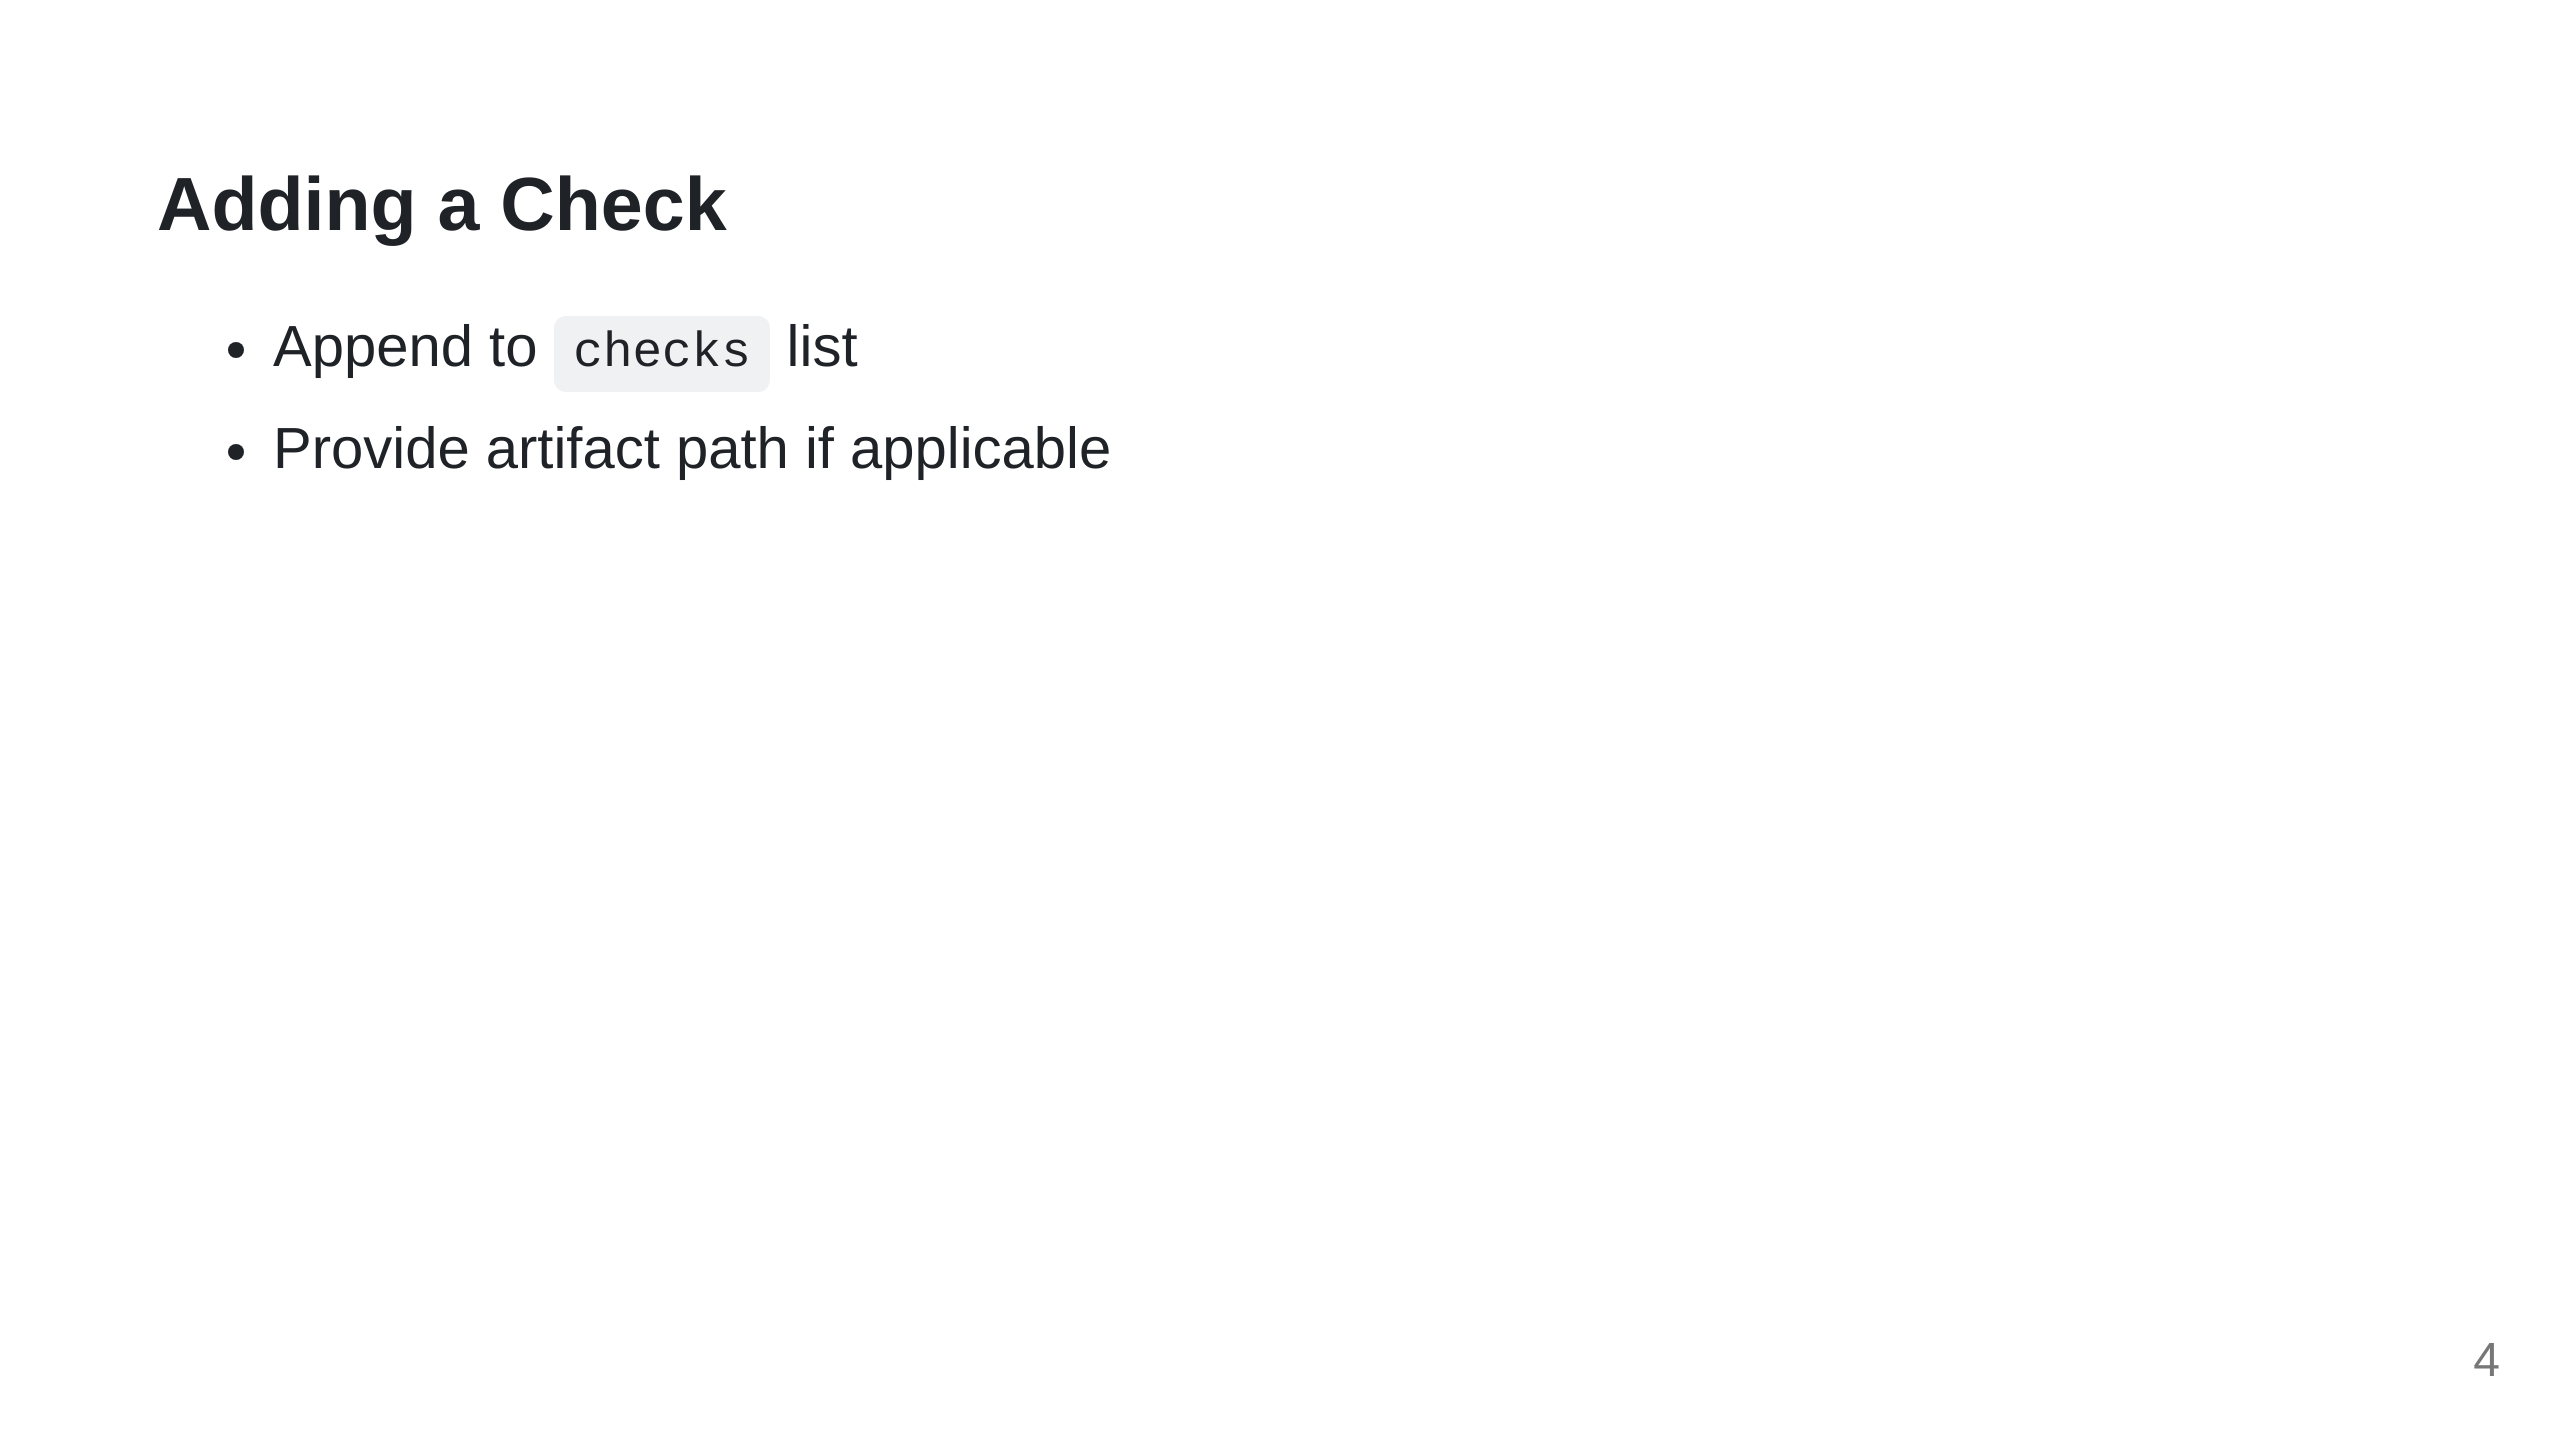 Adding a Check
• Append to checks list
• Provide artifact path if applicable
4